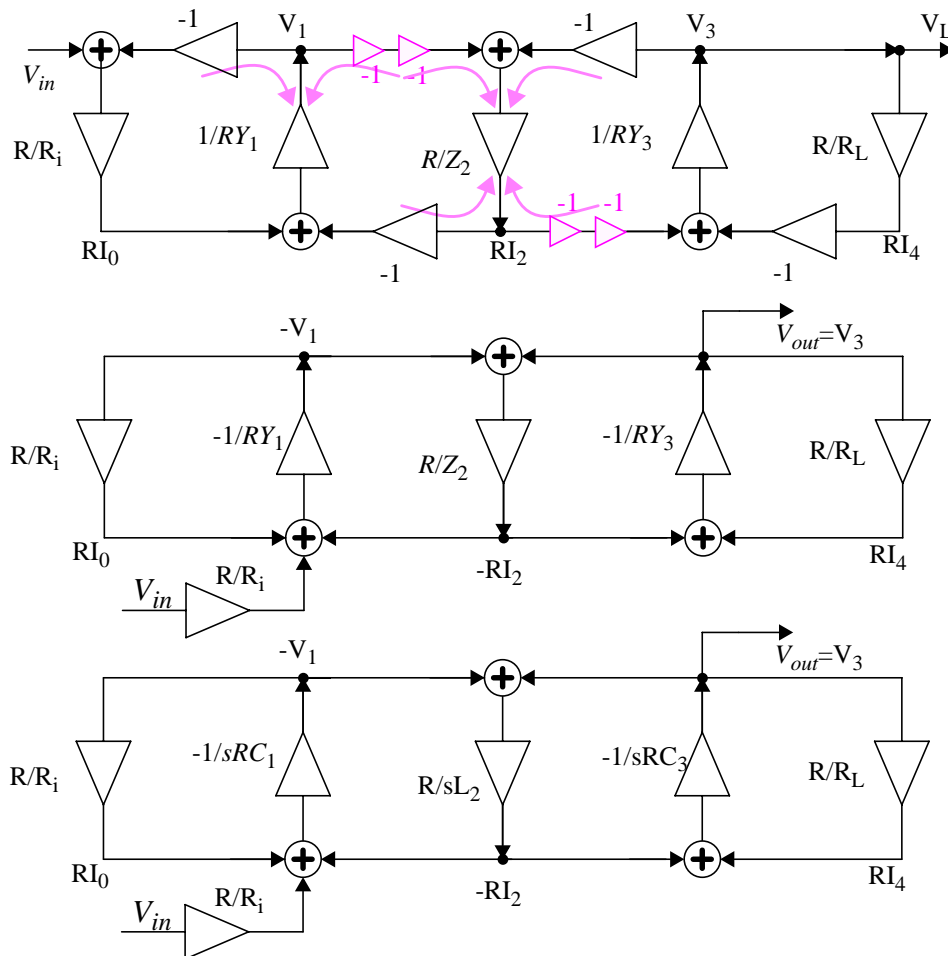 -1 V1 V3 VL
Vin + -1 -1 + -1
R/Ri 1/RY1 R/Z2 1/RY3 R/RL
-1 -1
RI0 + -1 RI2 + -1 RI4
-V1 Vout=V3
+
R/Ri -1/RY1 R/Z2 -1/RY3 R/RL
RI0 + -RI2 + RI4
Vin R/Ri
-V1 Vout=V3
+
R/Ri -1/sRC1 R/sL2 -1/sRC3 R/RL
RI0 + -RI2 + RI4
Vin R/Ri